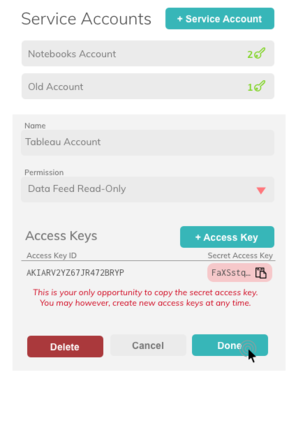 Service Accounts
+ Service Account
Notebooks Account
2
Old Account
1
Name
Tableau Account
Permission
Data Feed Read-Only
Access Keys
+ Access Key
Access Key ID
Secret Access Key
AKIARV2YZ67JR472BRYP
FaXSstq…
This is your only opportunity to copy the secret access key.
You may however, create new access keys at any time.
Delete
Cancel
Done